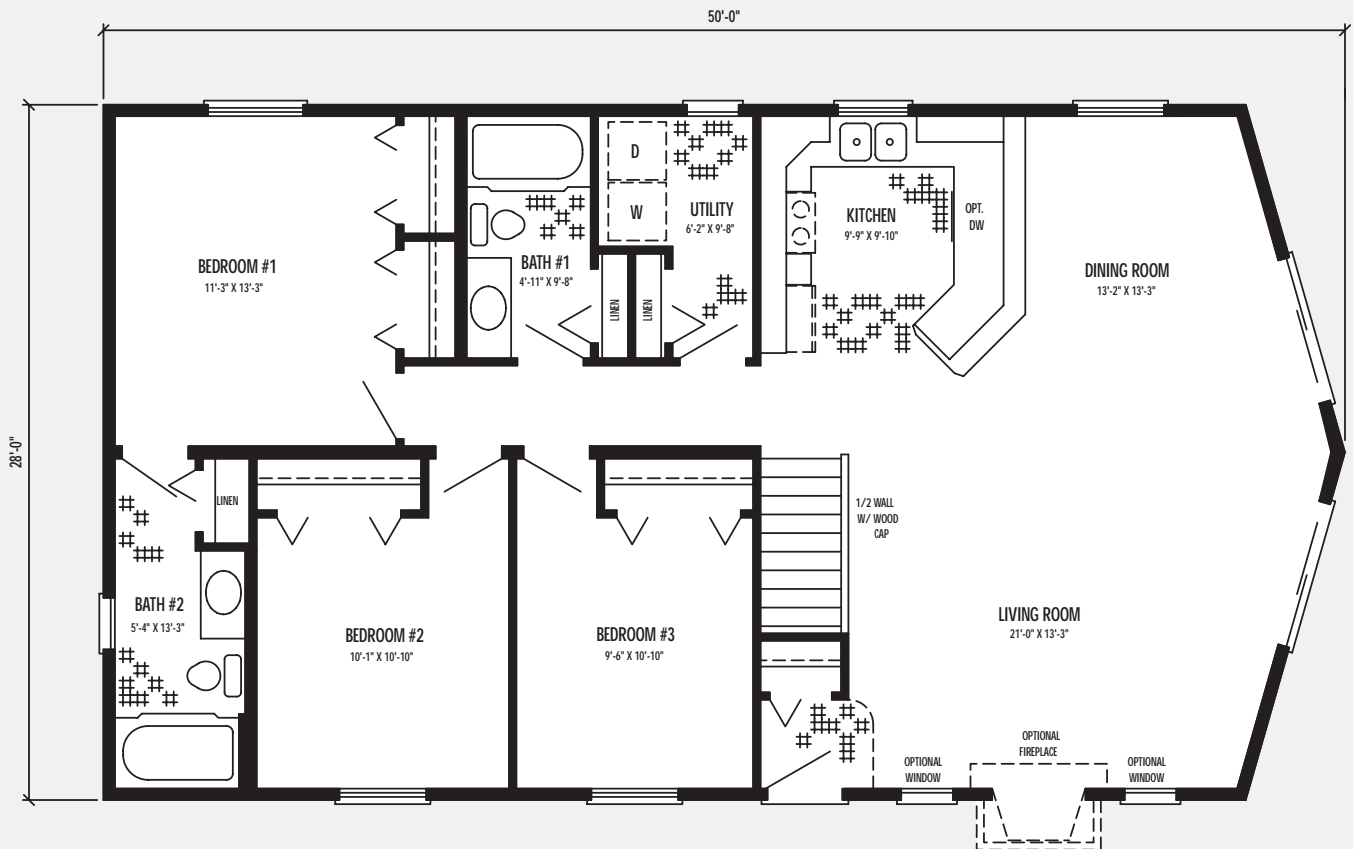 50'-0"
28'-0"
BEDROOM #1
11'-3" X 13'-3"
BATH #1
4'-11" X 9'-8"
D
W
UTILITY
6'-2" X 9'-8"
LINEN
LINEN
KITCHEN
9'-9" X 9'-10"
OPT.
DW
DINING ROOM
13'-2" X 13'-3"
LINEN
BATH #2
5'-4" X 13'-3"
BEDROOM #2
10'-1" X 10'-10"
BEDROOM #3
9'-6" X 10'-10"
1/2 WALL
W/ WOOD
CAP
LIVING ROOM
21'-0" X 13'-3"
OPTIONAL
WINDOW
OPTIONAL
FIREPLACE
OPTIONAL
WINDOW